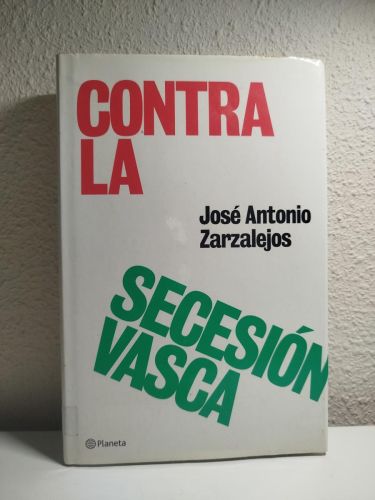 CONTRA
LA
José Antonio
Zarzalejos
SECESIÓN
VASCA
Planeta